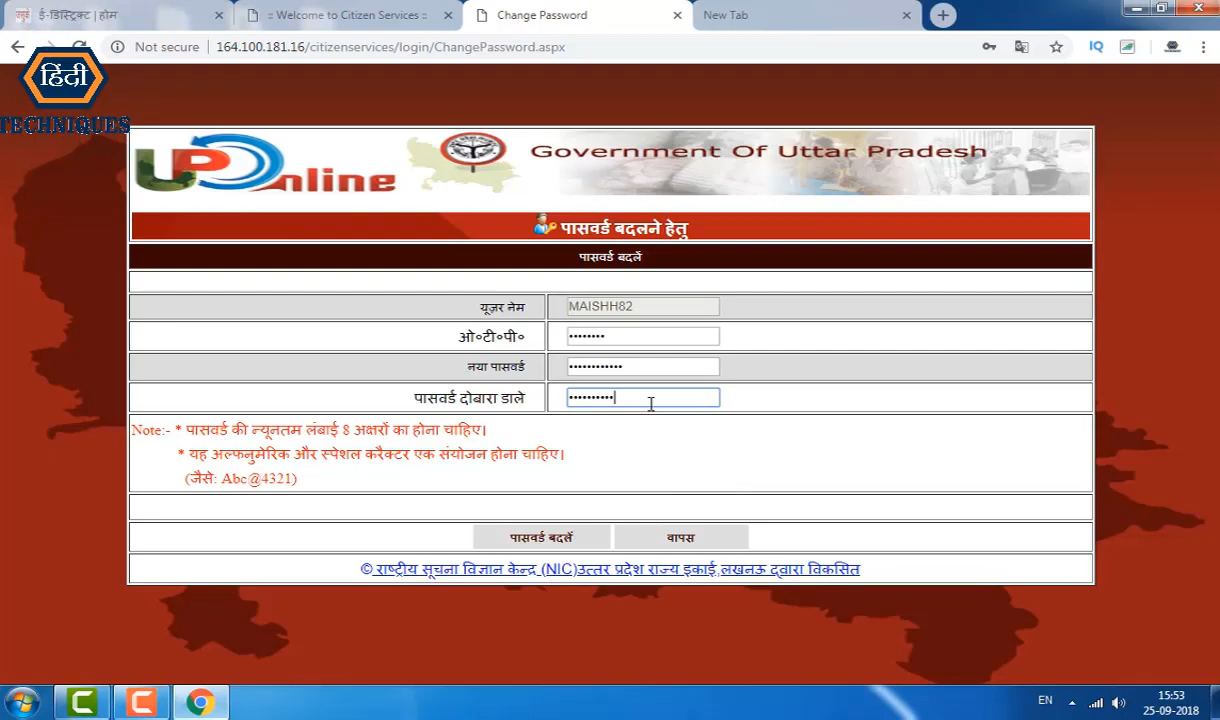 ई-डिस्ट्रिक्ट | होम
:: Welcome to Citizen Services ::
Change Password
New Tab
Not secure | 164.100.181.16/citizenservices/login/ChangePassword.aspx
IQ
हिंदी
TECHNIQUES
UPOnline
Government Of Uttar Pradesh
पासवर्ड बदलने हेतु
पासवर्ड बदलें
यूज़र नेम MAISHH82
ओ०टी०पी० ••••••••
नया पासवर्ड ••••••••••••
पासवर्ड दोबारा डाले ••••••••••
Note:- * पासवर्ड की न्यूनतम लंबाई 8 अक्षरों का होना चाहिए।
* यह अल्फनुमेरिक और स्पेशल करैक्टर एक संयोजन होना चाहिए।
(जैसे: Abc@4321)
पासवर्ड बदलें वापस
© राष्ट्रीय सूचना विज्ञान केन्द्र (NIC)उत्तर प्रदेश राज्य इकाई,लखनऊ द्वारा विकसित
EN
15:53
25-09-2018